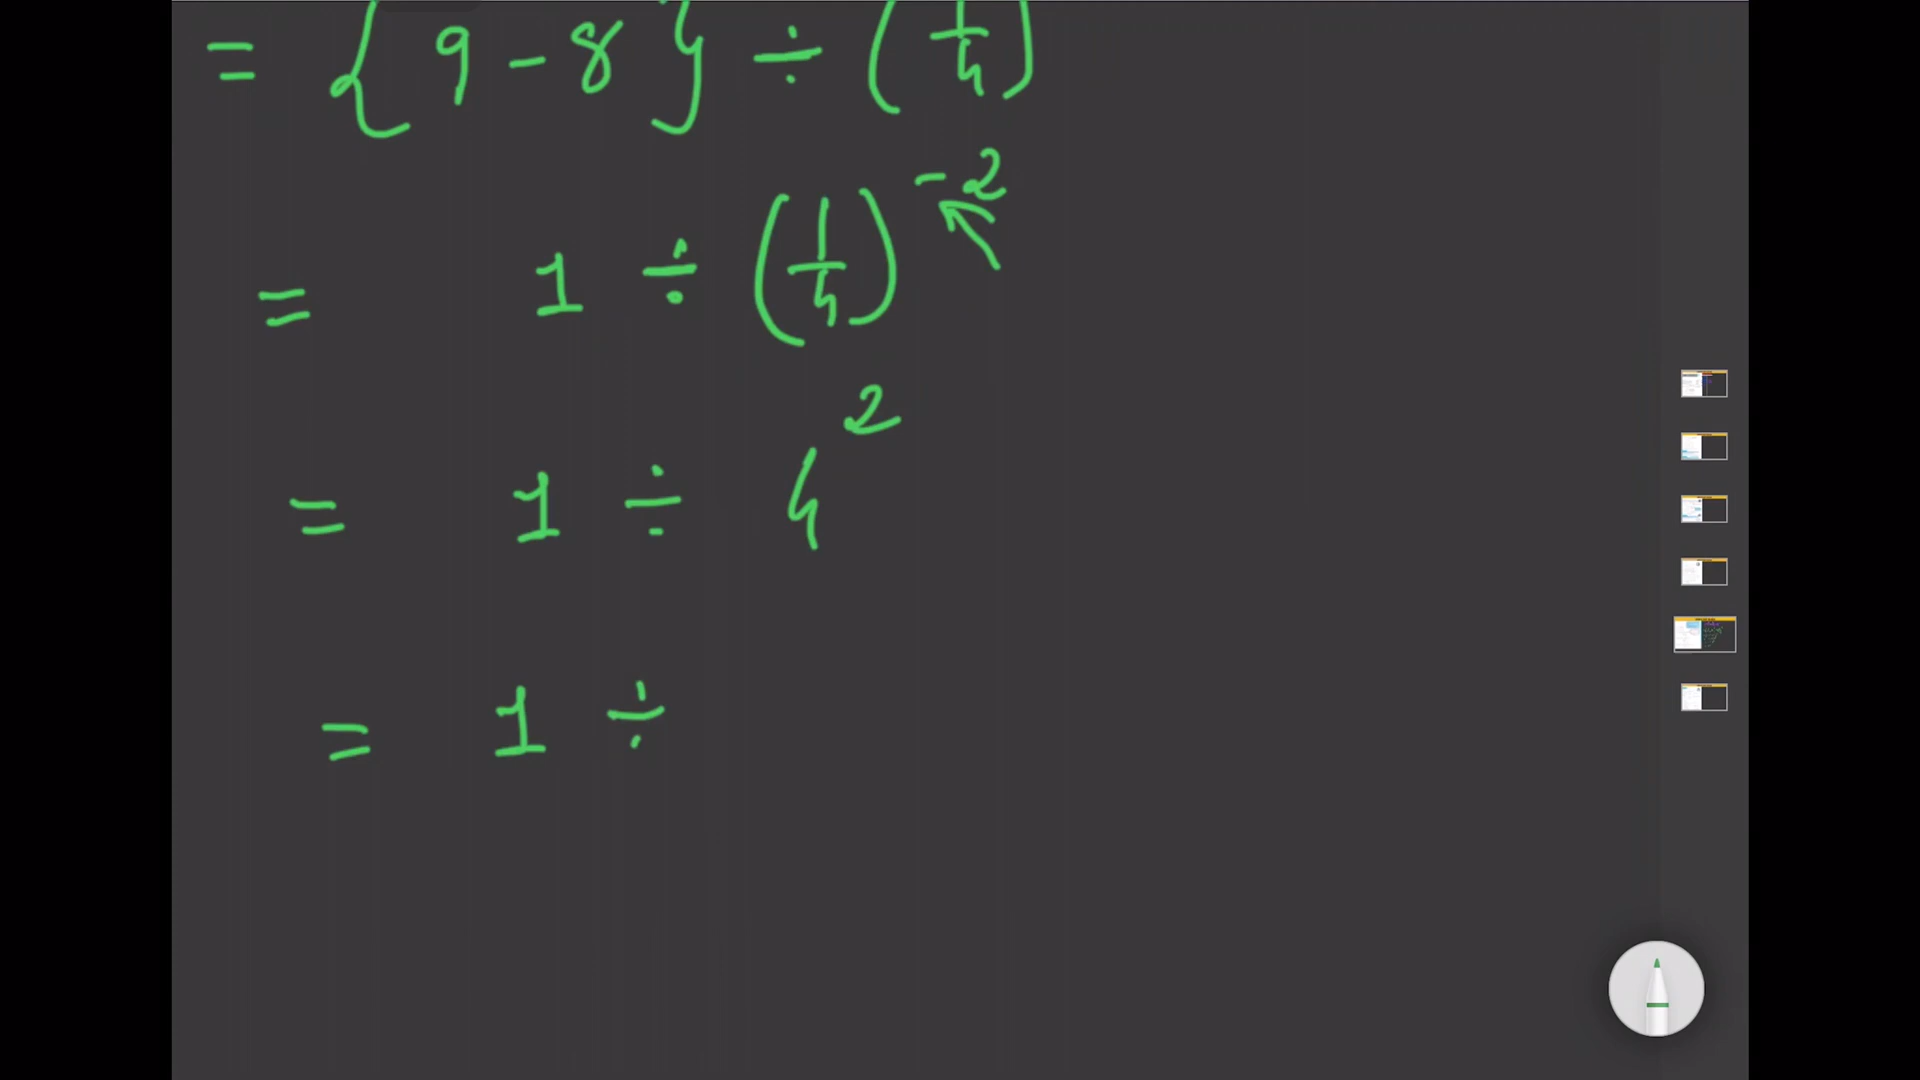 = {9 - 8} ÷ (1/4)
= 1 ÷ (1/4)^-2
= 1 ÷ 4^2
= 1 ÷